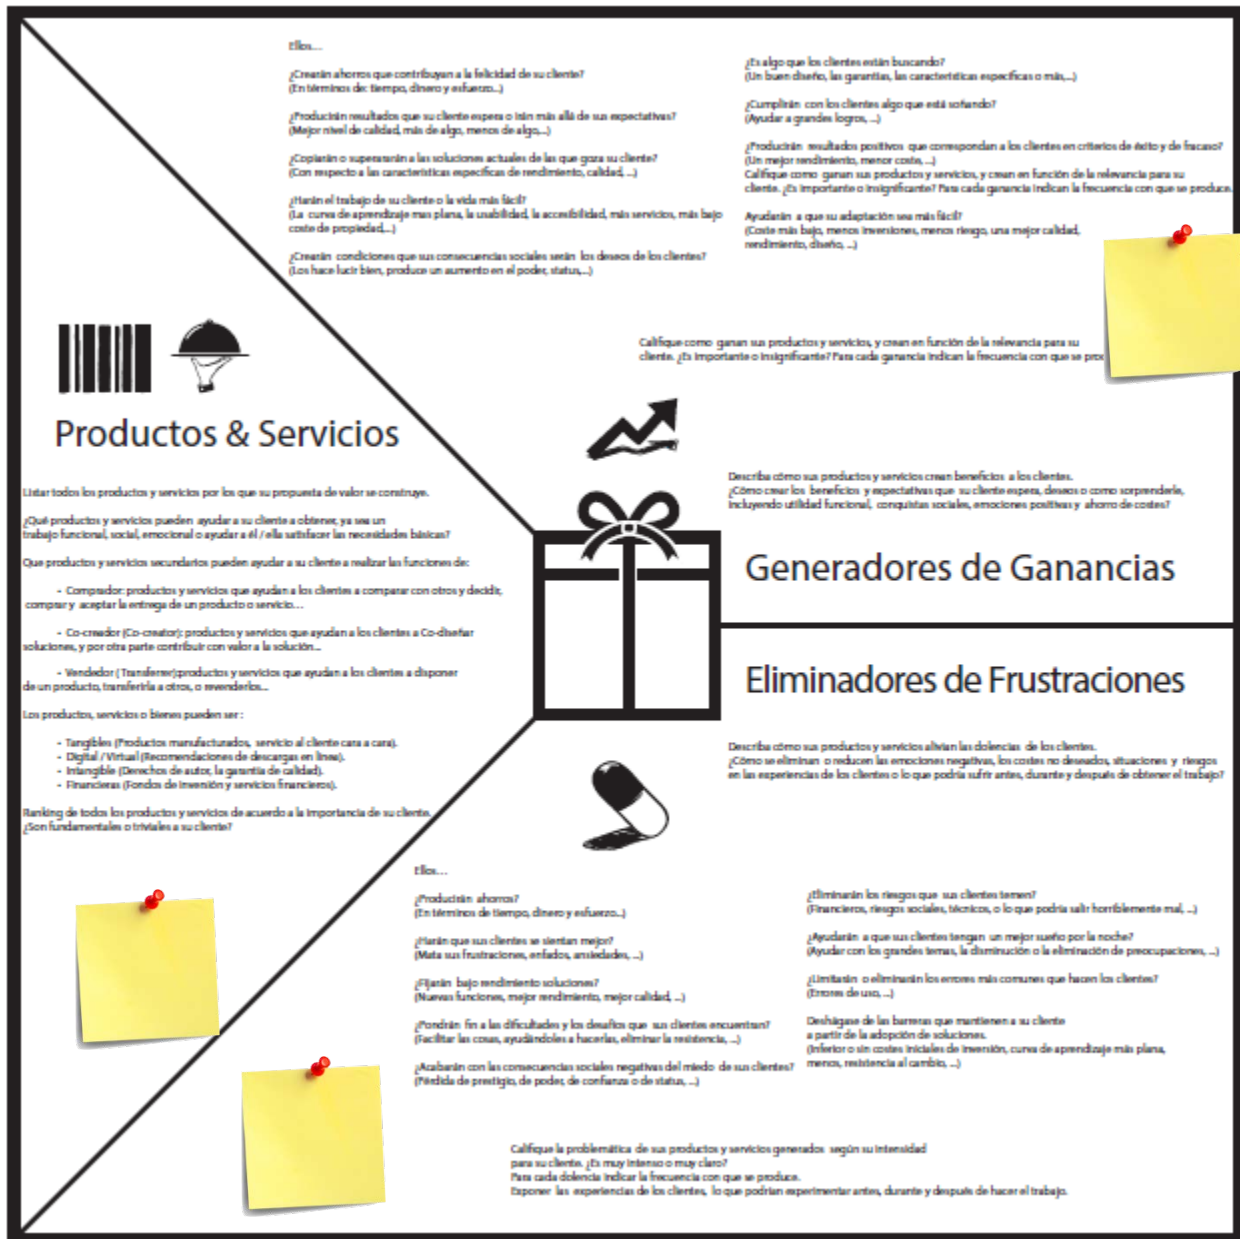 Ellos...
¿Crearán ahorros que contribuyan a la felicidad de su cliente?
(En términos de: tiempo, dinero y esfuerzo...)
¿Producirán resultados que su cliente espera o irán más allá de sus expectativas?
(Mejor nivel de calidad, más de algo, menos de algo,...)
¿Copiarán o superararán a las soluciones actuales de las que goza su cliente?
(Con respecto a las características específicas de rendimiento, calidad, ...)
¿Harán el trabajo de su cliente o la vida más fácil?
(La curva de aprendizaje mas plana, la usabilidad, la accesibilidad, más servicios, más bajo
coste de propiedad,...)
¿Crearán condiciones que sus consecuencias sociales serán los deseos de los clientes?
(Los hace lucir bien, produce un aumento en el poder, status,...)
¿Es algo que los clientes están buscando?
(Un buen diseño, las garantías, las características específicas o más,...)
¿Cumplirán con los clientes algo que está soñando?
(Ayudar a grandes logros, ...)
¿Producirán resultados positivos que correspondan a los clientes en criterios de éxito y de fracaso?
(Un mejor rendimiento, menor coste, ...)
Califique como ganan sus productos y servicios, y crean en función de la relevancia para su
cliente. ¿Es importante o insignificante? Para cada ganancia indican la frecuencia con que se produce.
Ayudarán a que su adaptación sea más fácil?
(Coste más bajo, menos inversiones, menos riesgo, una mejor calidad,
rendimiento, diseño, ...)
Califique como ganan sus productos y servicios, y crean en función de la relevancia para su
cliente. ¿Es importante o insignificante? Para cada ganancia indican la frecuencia con que se
Productos & Servicios
Listar todos los productos y servicios por los que su propuesta de valor se construye.
¿Qué productos y servicios pueden ayudar a su cliente a obtener, ya sea un
trabajo funcional, social, emocional o ayudar a él / ella satisfacer las necesidades básicas?
Que productos y servicios secundarios pueden ayudar a su cliente a realizar las funciones de:
- Comprador: productos y servicios que ayudan a los clientes a comparar con otros y decidir,
comprar y aceptar la entrega de un producto o servicio...
- Co-creador (Co-creator): productos y servicios que ayudan a los clientes a Co-diseñar
soluciones, y por otra parte contribuir con valor a la solución...
- Vendedor ( Transferrer):productos y servicios que ayudan a los clientes a disponer
de un producto, transferirla a otros, o revenderlos...
Los productos, servicios o bienes pueden ser :
- Tangibles (Productos manufacturados, servicio al cliente cara a cara).
- Digital / Virtual (Recomendaciones de descargas en línea).
- Intangible (Derechos de autor, la garantía de calidad).
- Financieras (Fondos de inversión y servicios financieros).
Ranking de todos los productos y servicios de acuerdo a la importancia de su cliente.
¿Son fundamentales o triviales a su cliente?
Describa cómo sus productos y servicios crean beneficios a los clientes.
¿Cómo crear los beneficios y expectativas que su cliente espera, deseos o como sorprenderle,
incluyendo utilidad funcional, conquistas sociales, emociones positivas y ahorro de costes?
Generadores de Ganancias
Eliminadores de Frustraciones
Describa cómo sus productos y servicios alivian las dolencias de los clientes.
¿Cómo se eliminan o reducen las emociones negativas, los costes no deseados, situaciones y riesgos
en las experiencias de los clientes o lo que podría sufrir antes, durante y después de obtener el trabajo?
Ellos...
¿Producirán ahorros?
(En términos de tiempo, dinero y esfuerzo...)
¿Harán que sus clientes se sientan mejor?
(Mata sus frustraciones, enfados, ansiedades, ...)
¿Fijarán bajo rendimiento soluciones?
(Nuevas funciones, mejor rendimiento, mejor calidad, ...)
¿Pondrán fin a las dificultades y los desafíos que sus clientes encuentran?
(Facilitar las cosas, ayudándoles a hacerlas, eliminar la resistencia, ...)
¿Acabarán con las consecuencias sociales negativas del miedo de sus clientes?
(Pérdida de prestigio, de poder, de confianza o de status, ...)
¿Eliminarán los riesgos que sus clientes temen?
(Financieros, riesgos sociales, técnicos, o lo que podría salir horriblemente mal, ...)
¿Ayudarán a que sus clientes tengan un mejor sueño por la noche?
(Ayudar con los grandes temas, la disminución o la eliminación de preocupaciones, ...)
¿Limitarán o eliminarán los errores más comunes que hacen los clientes?
(Errores de uso, ...)
Deshágase de las barreras que mantienen a su cliente
a partir de la adopción de soluciones.
(Inferior o sin costes iniciales de inversión, curva de aprendizaje más plana,
menos, resistencia al cambio, ...)
Califique la problemática de sus productos y servicios generados según su intensidad
para su cliente. ¿Es muy intenso o muy claro?
Para cada dolencia indicar la frecuencia con que se produce.
Exponer las experiencias de los clientes, lo que podrían experimentar antes, durante y después de hacer el trabajo.